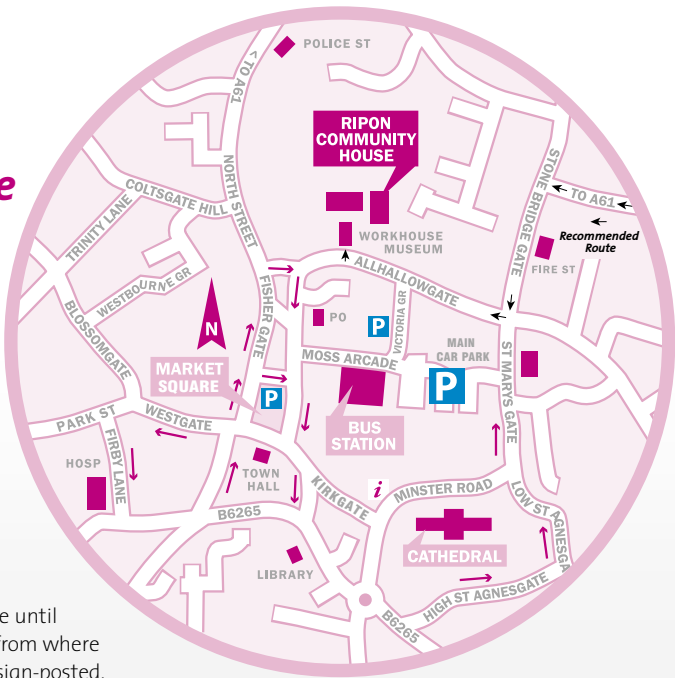 POLICE ST
< TO A61
RIPON
COMMUNITY
HOUSE
e
COLTSGATE HILL
NORTH STREET
STONE BRIDGE GATE
TO A61
Recommended
Route
TRINITY LANE
WORKHOUSE
MUSEUM
FIRE ST
WESTBOURNE GR
ALLHALLOWGATE
FISHER GATE
BLOSSOMGATE
N
PO
P
VICTORIA GR
MOSS ARCADE
MAIN
CAR PARK
ST MARYS GATE
MARKET
SQUARE
P
P
PARK ST
WESTGATE
BUS
STATION
FIRBY LANE
HOSP
TOWN
HALL
KIRKGATE
i
MINSTER ROAD
LOW ST AGNESGA
B6265
CATHEDRAL
LIBRARY
HIGH ST AGNESGATE
B6265
e until
from where
sign-posted.